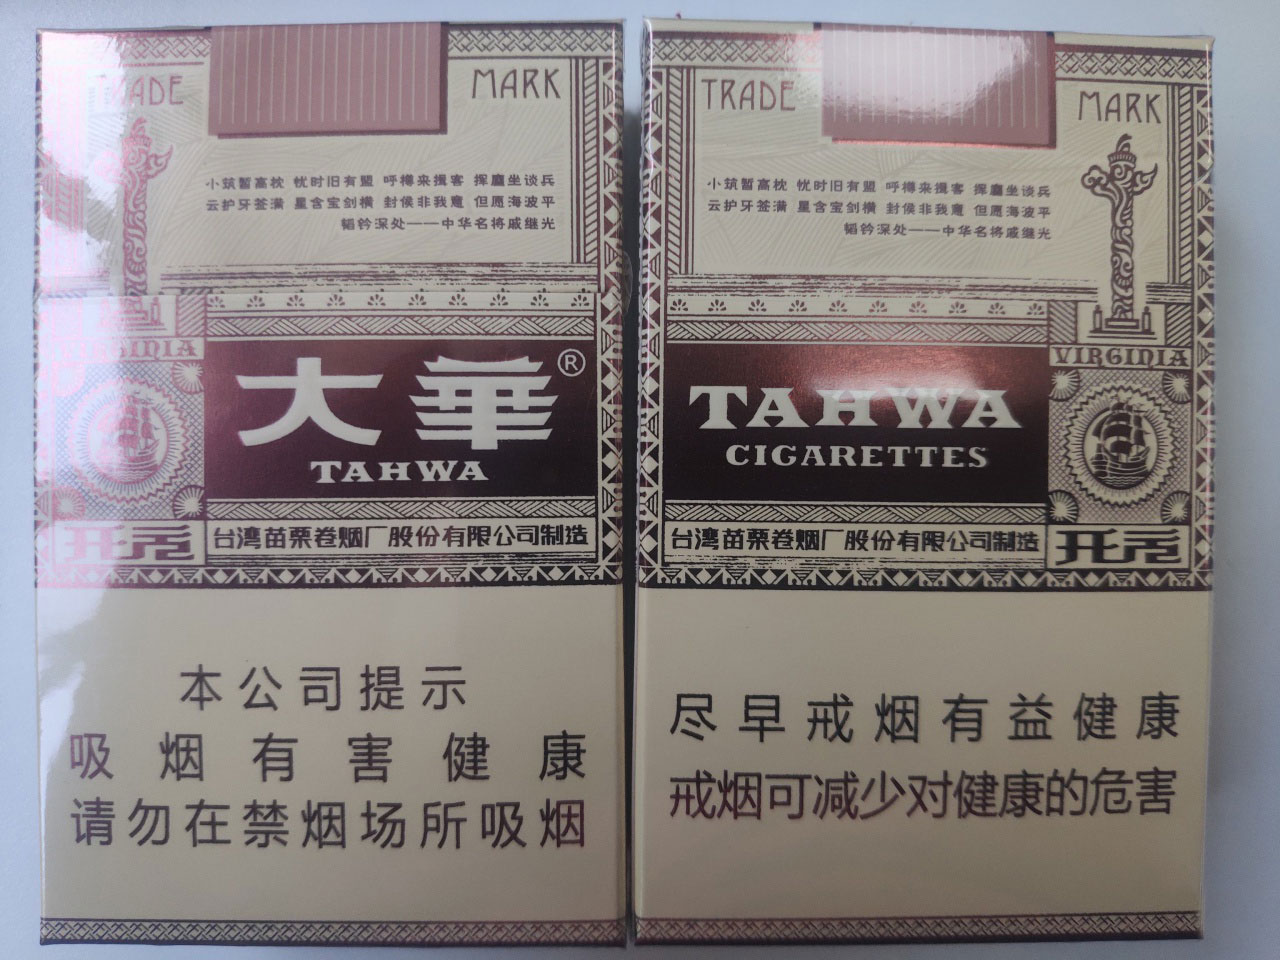 TRADE MARK
小筑暂高枕 忧时旧有盟 呼樽来揖客 挥麈坐谈兵
云护牙签满 星含宝剑横 封侯非我意 但愿海波平
韬钤深处——中华名将戚继光
VIRGINIA
大華®
TAHWA
开元
台湾苗栗卷烟厂股份有限公司制造
本公司提示
吸烟有害健康
请勿在禁烟场所吸烟
TRADE MARK
小筑暂高枕 忧时旧有盟 呼樽来揖客 挥麈坐谈兵
云护牙签满 星含宝剑横 封侯非我意 但愿海波平
韬钤深处——中华名将戚继光
VIRGINIA
TAHWA
CIGARETTES
台湾苗栗卷烟厂股份有限公司制造
开元
尽早戒烟有益健康
戒烟可减少对健康的危害